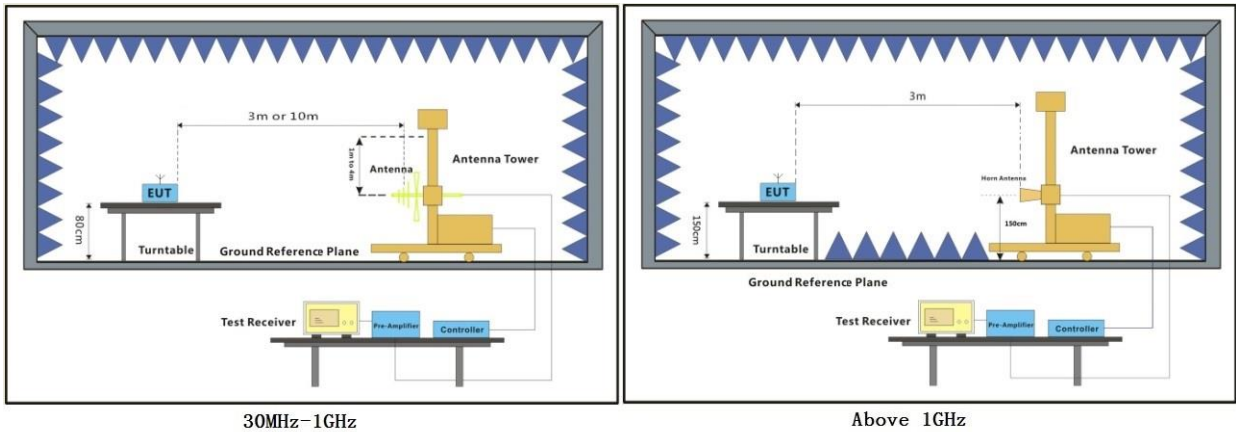 3m or 10m
1m to 4m
Antenna
Antenna Tower
EUT
80cm
Turntable
Ground Reference Plane
Test Receiver
Pre-Amplifier
Controller
30MHz-1GHz
3m
Horn Antenna
Antenna Tower
EUT
150cm
150cm
Turntable
Ground Reference Plane
Test Receiver
Pre-Amplifier
Controller
Above 1GHz